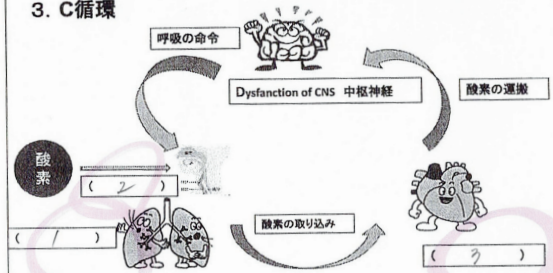 3. C循環
呼吸の命令
Dysfanction of CNS 中枢神経
酸素の運搬
酸素
( 2 )
( 1 )
酸素の取り込み
( 3 )